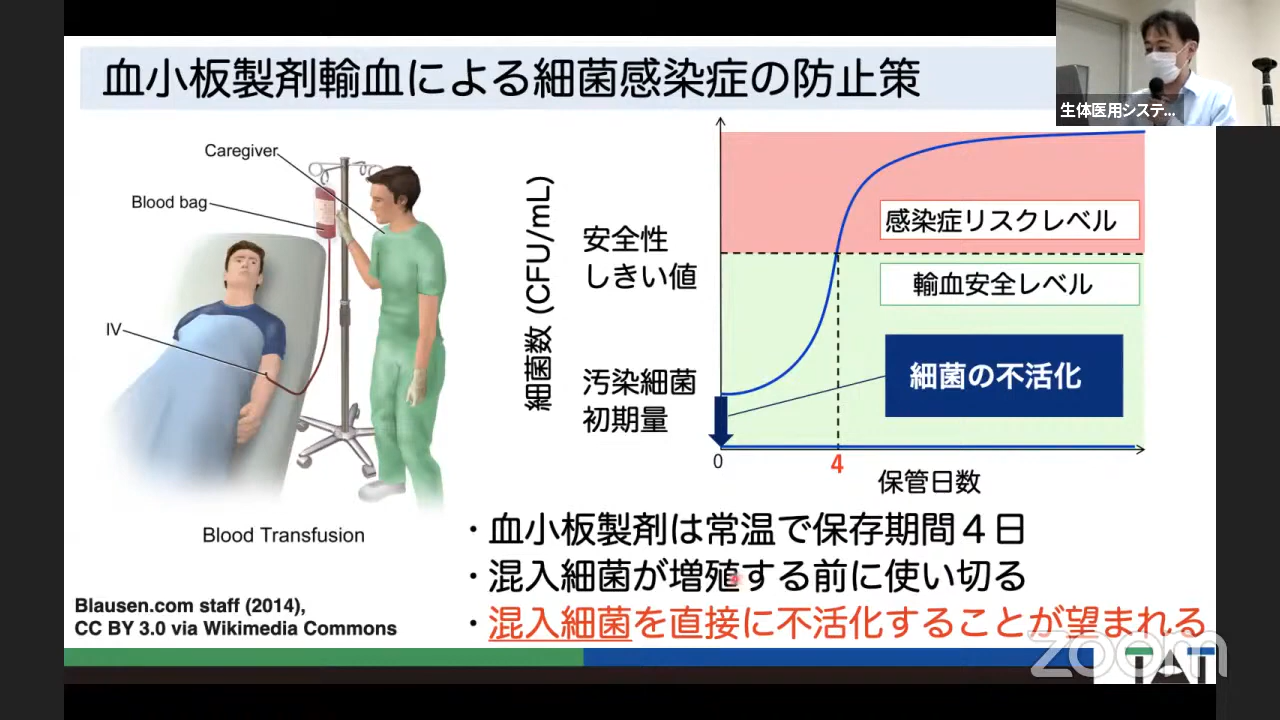 血小板製剤輸血による細菌感染症の防止策
生体医用システ...
Caregiver
Blood bag
IV
Blood Transfusion
Blausen.com staff (2014),
CC BY 3.0 via Wikimedia Commons
細菌数 (CFU/mL)
安全性
しきい値
汚染細菌
初期量
感染症リスクレベル
輸血安全レベル
細菌の不活化
0
4
保管日数
・血小板製剤は常温で保存期間４日
・混入細菌が増殖する前に使い切る
・混入細菌を直接に不活化することが望まれる
zoom